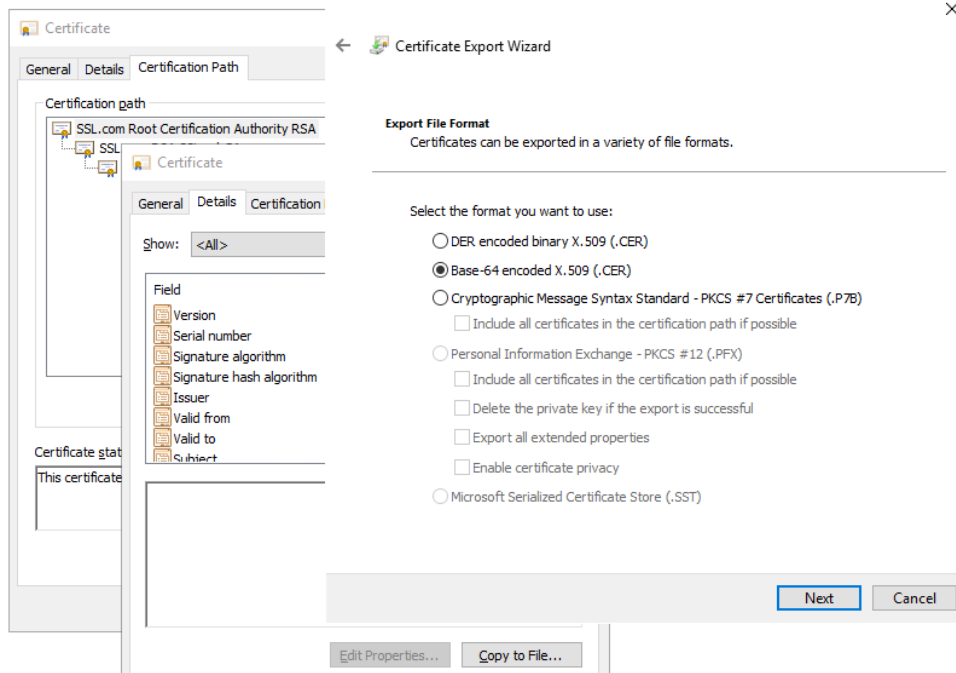 Certificate
General Details Certification Path
Certification path
SSL.com Root Certification Authority RSA
SSL
Certificate stat
This certificate
Certificate
General Details Certification
Show: <All>
Field
Version
Serial number
Signature algorithm
Signature hash algorithm
Issuer
Valid from
Valid to
Subject
Edit Properties... Copy to File...
Certificate Export Wizard
Export File Format
Certificates can be exported in a variety of file formats.
Select the format you want to use:
DER encoded binary X.509 (.CER)
Base-64 encoded X.509 (.CER)
Cryptographic Message Syntax Standard - PKCS #7 Certificates (.P7B)
Include all certificates in the certification path if possible
Personal Information Exchange - PKCS #12 (.PFX)
Include all certificates in the certification path if possible
Delete the private key if the export is successful
Export all extended properties
Enable certificate privacy
Microsoft Serialized Certificate Store (.SST)
Next Cancel